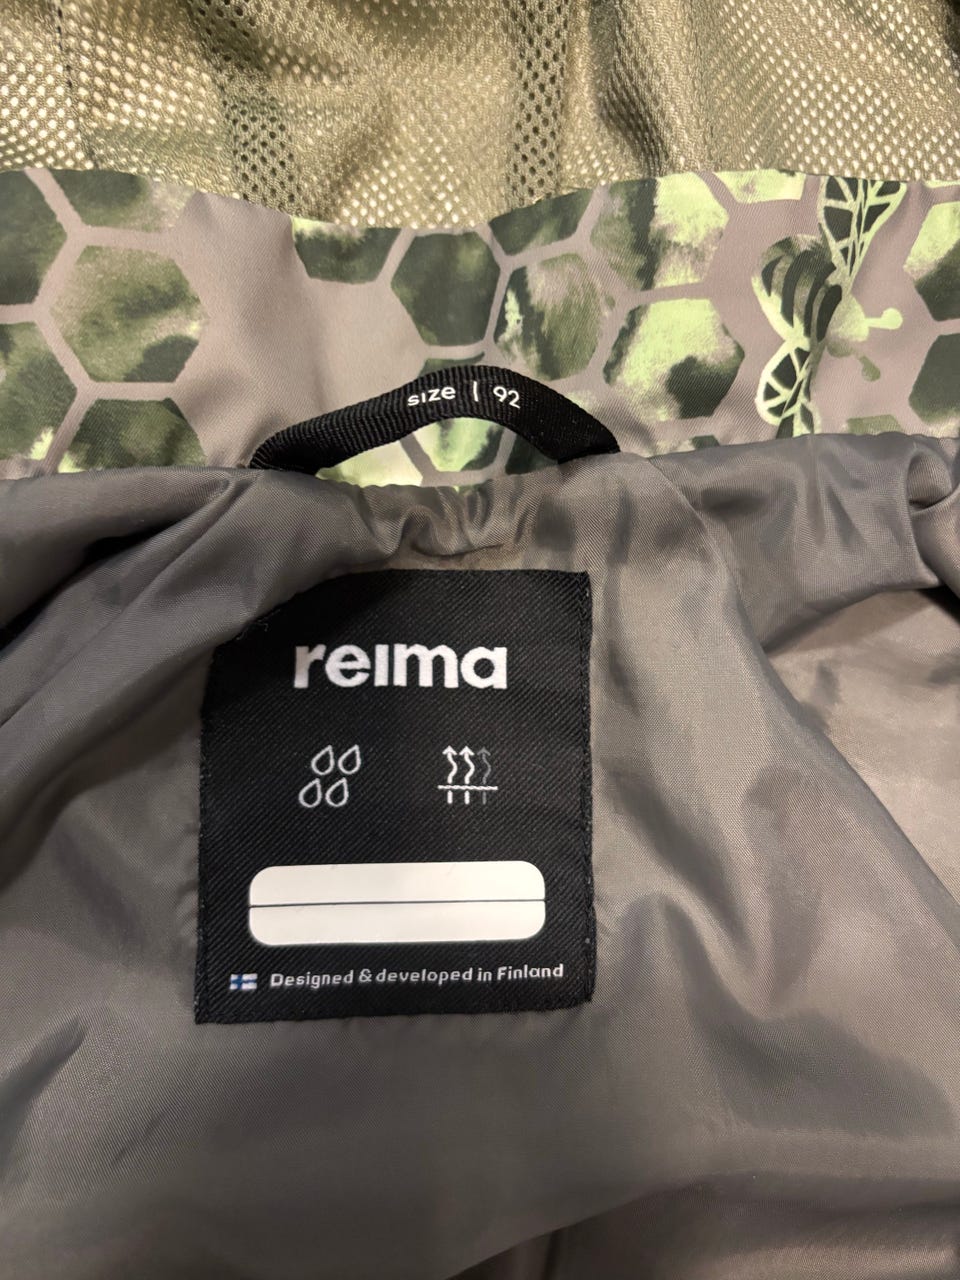 size | 92
reima
Designed & developed in Finland